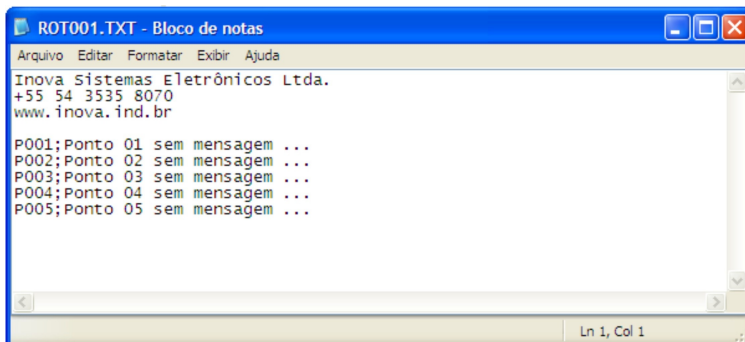 ROT001.TXT - Bloco de notas
Arquivo Editar Formatar Exibir Ajuda
Inova Sistemas Eletrônicos Ltda.
+55 54 3535 8070
www.inova.ind.br
P001;Ponto 01 sem mensagem ...
P002;Ponto 02 sem mensagem ...
P003;Ponto 03 sem mensagem ...
P004;Ponto 04 sem mensagem ...
P005;Ponto 05 sem mensagem ...
Ln 1, Col 1